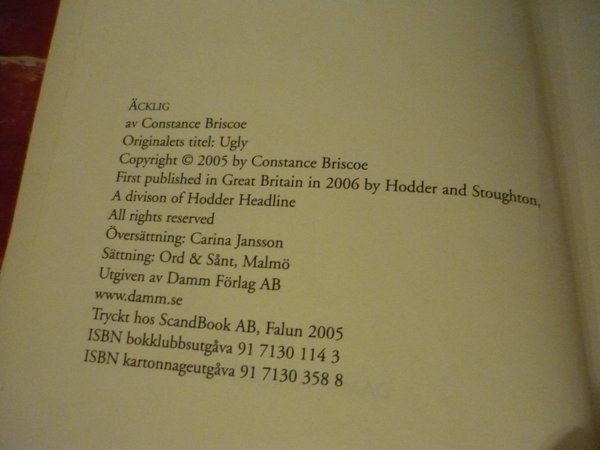 ÄCKLIG
av Constance Briscoe
Originalets titel: Ugly
Copyright © 2005 by Constance Briscoe
First published in Great Britain in 2006 by Hodder and Stoughton,
A divison of Hodder Headline
All rights reserved
Översättning: Carina Jansson
Sättning: Ord & Sånt, Malmö
Utgiven av Damm Förlag AB
www.damm.se
Tryckt hos ScandBook AB, Falun 2005
ISBN bokklubbsutgåva 91 7130 114 3
ISBN kartonnageutgåva 91 7130 358 8